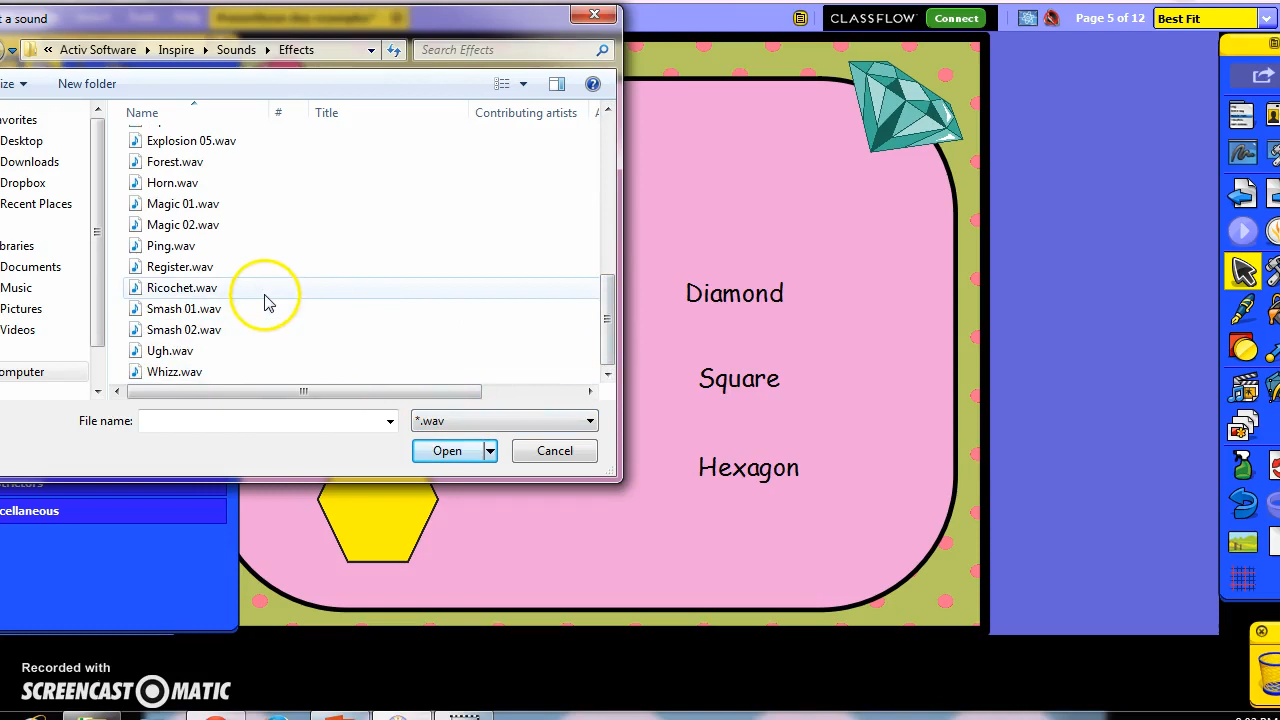 t a sound
CLASSFLOW Connect
Page 5 of 12
Best Fit
Activ Software Inspire Sounds Effects
Search Effects
ize New folder
Name # Title Contributing artists A
avorites
Desktop
Downloads
Dropbox
Recent Places
braries
Documents
Music
Pictures
Videos
omputer
Explosion 05.wav
Forest.wav
Horn.wav
Magic 01.wav
Magic 02.wav
Ping.wav
Register.wav
Ricochet.wav
Smash 01.wav
Smash 02.wav
Ugh.wav
Whizz.wav
File name:
*.wav
Open
Cancel
cellaneous
Diamond
Square
Hexagon
Recorded with
SCREENCAST MATIC